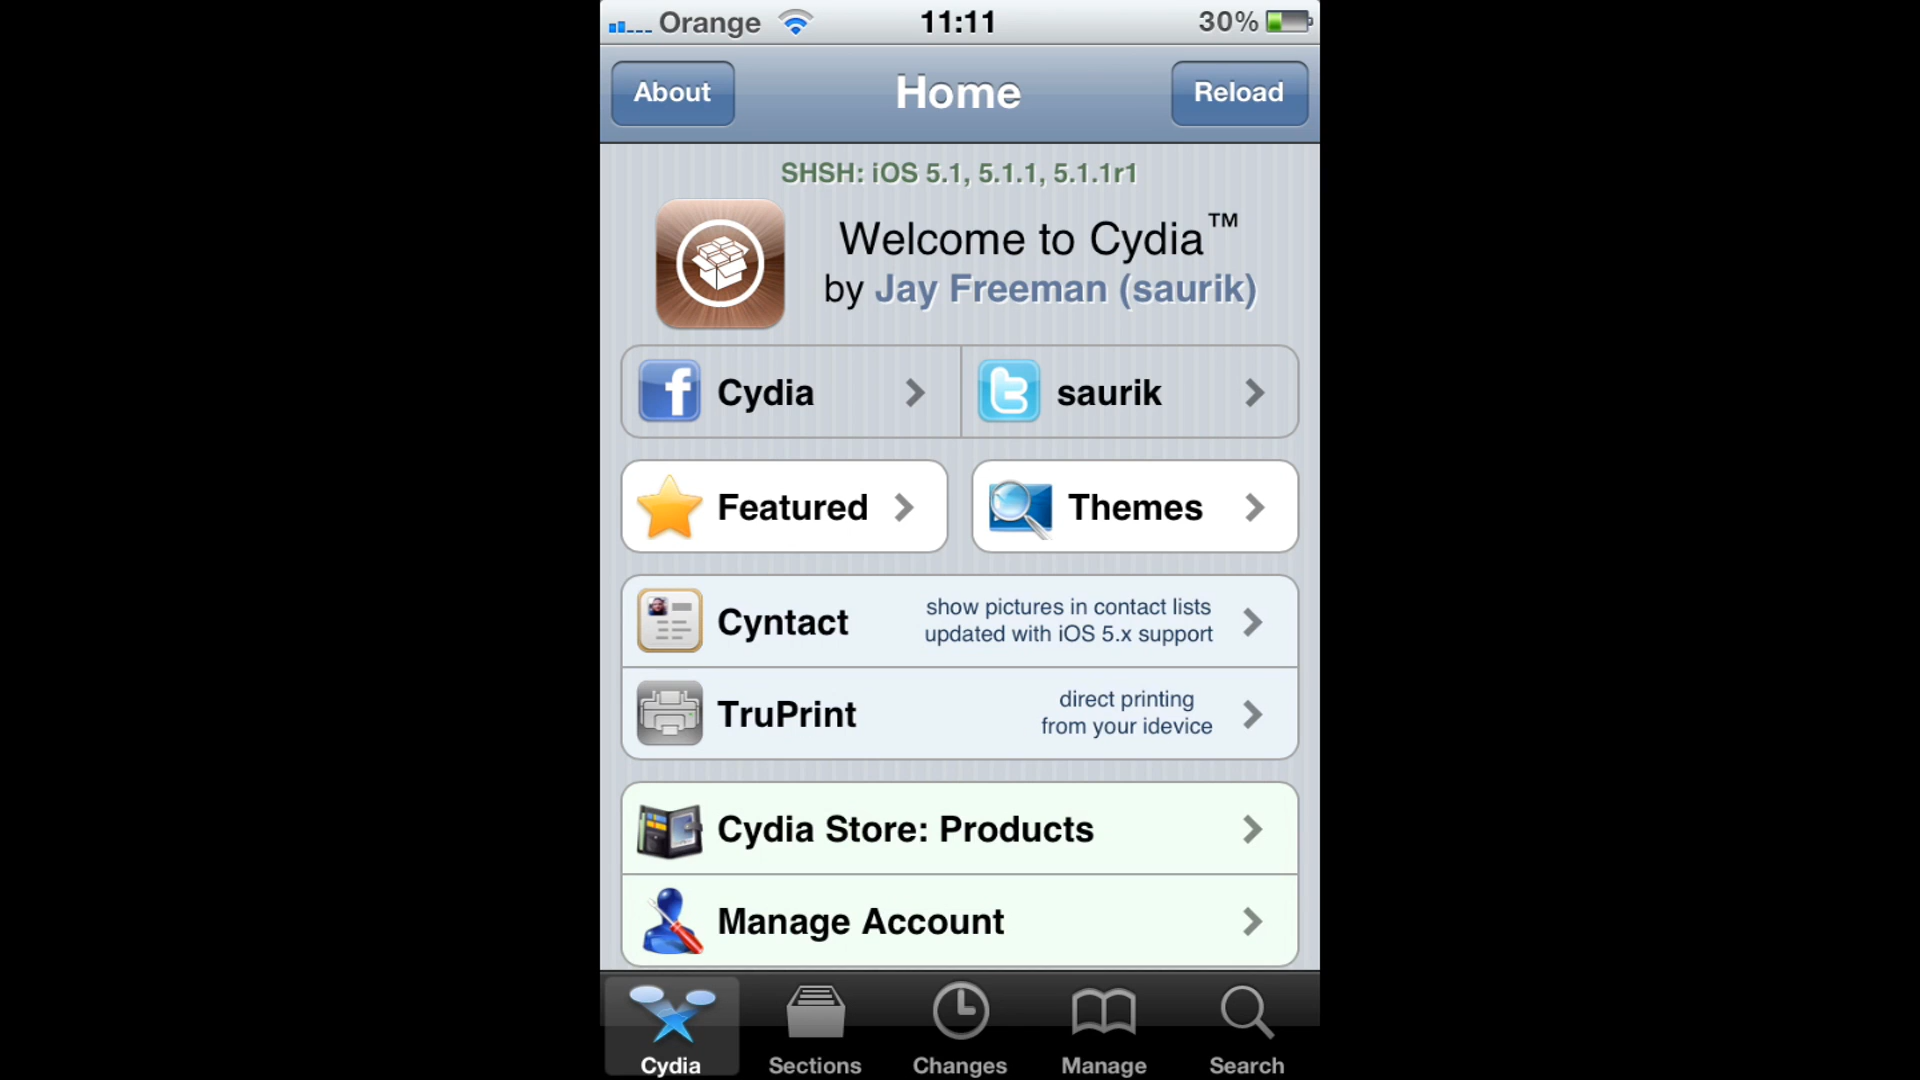 Orange 11:11 30%
About Home Reload
SHSH: iOS 5.1, 5.1.1, 5.1.1r1
Welcome to Cydia™
by Jay Freeman (saurik)
Cydia saurik
Featured Themes
Cyntact show pictures in contact lists
updated with iOS 5.x support
TruPrint direct printing
from your idevice
Cydia Store: Products
Manage Account
Cydia Sections Changes Manage Search